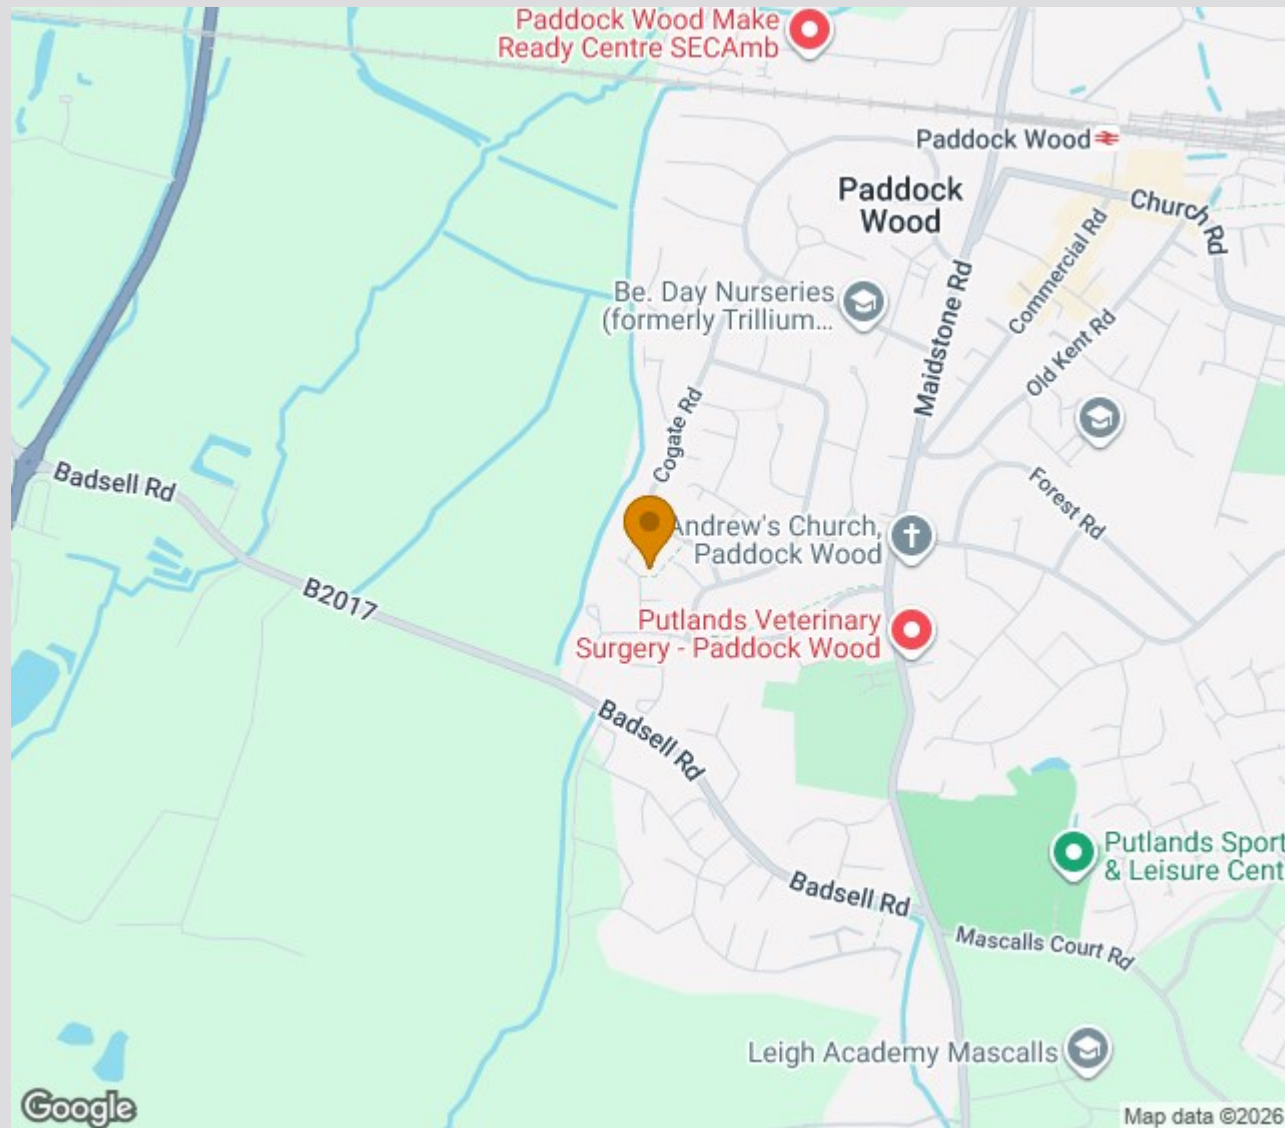 Paddock Wood Make
Ready Centre SECAmb
Paddock Wood
Paddock
Wood
Church Rd
Commercial Rd
Maidstone Rd
Be. Day Nurseries
(formerly Trillium...
Old Kent Rd
Cogate Rd
Badsell Rd
Forest Rd
Andrew's Church,
Paddock Wood
B2017
Putlands Veterinary
Surgery - Paddock Wood
Badsell Rd
Putlands Sport
& Leisure Cent
Badsell Rd
Mascalls Court Rd
Leigh Academy Mascalls
Google
Map data ©2026